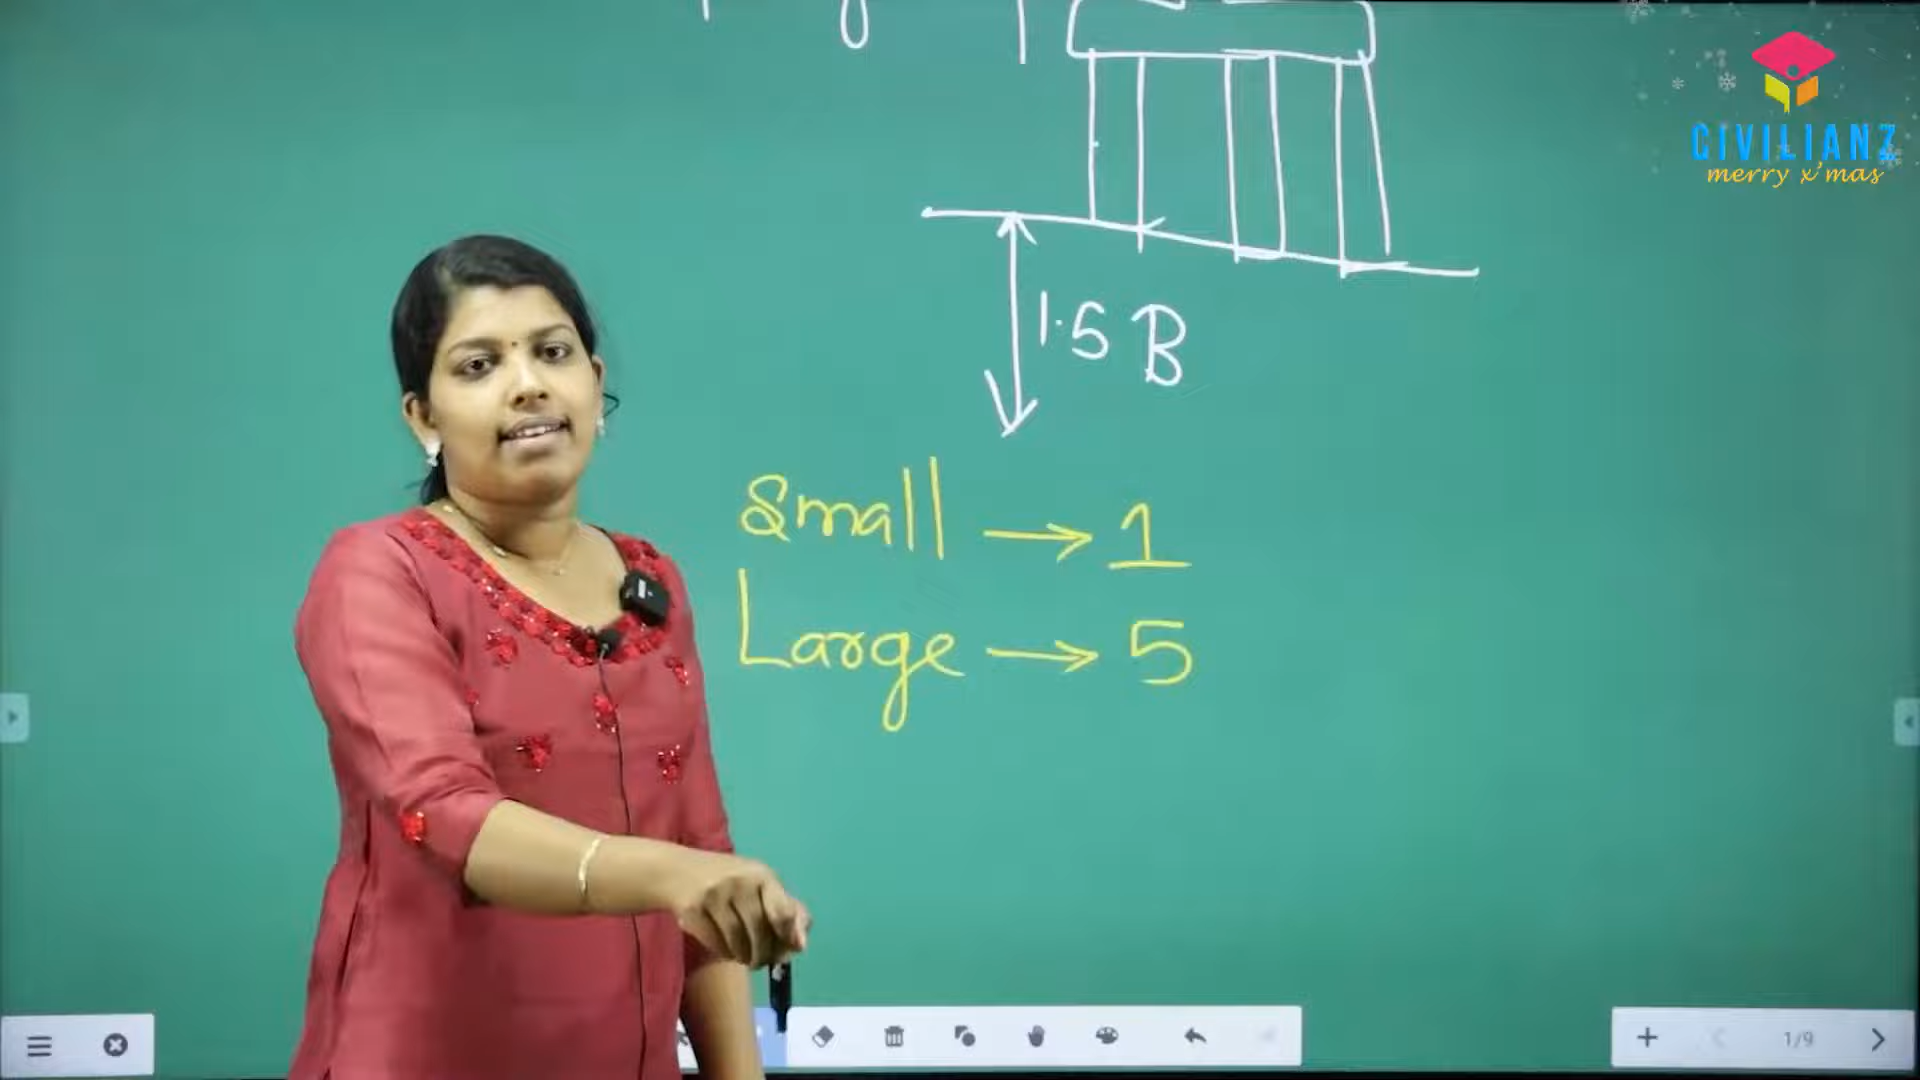 CIVILIANZ
merry x'mas
1.5 B
Small → 1
Large → 5
1/9